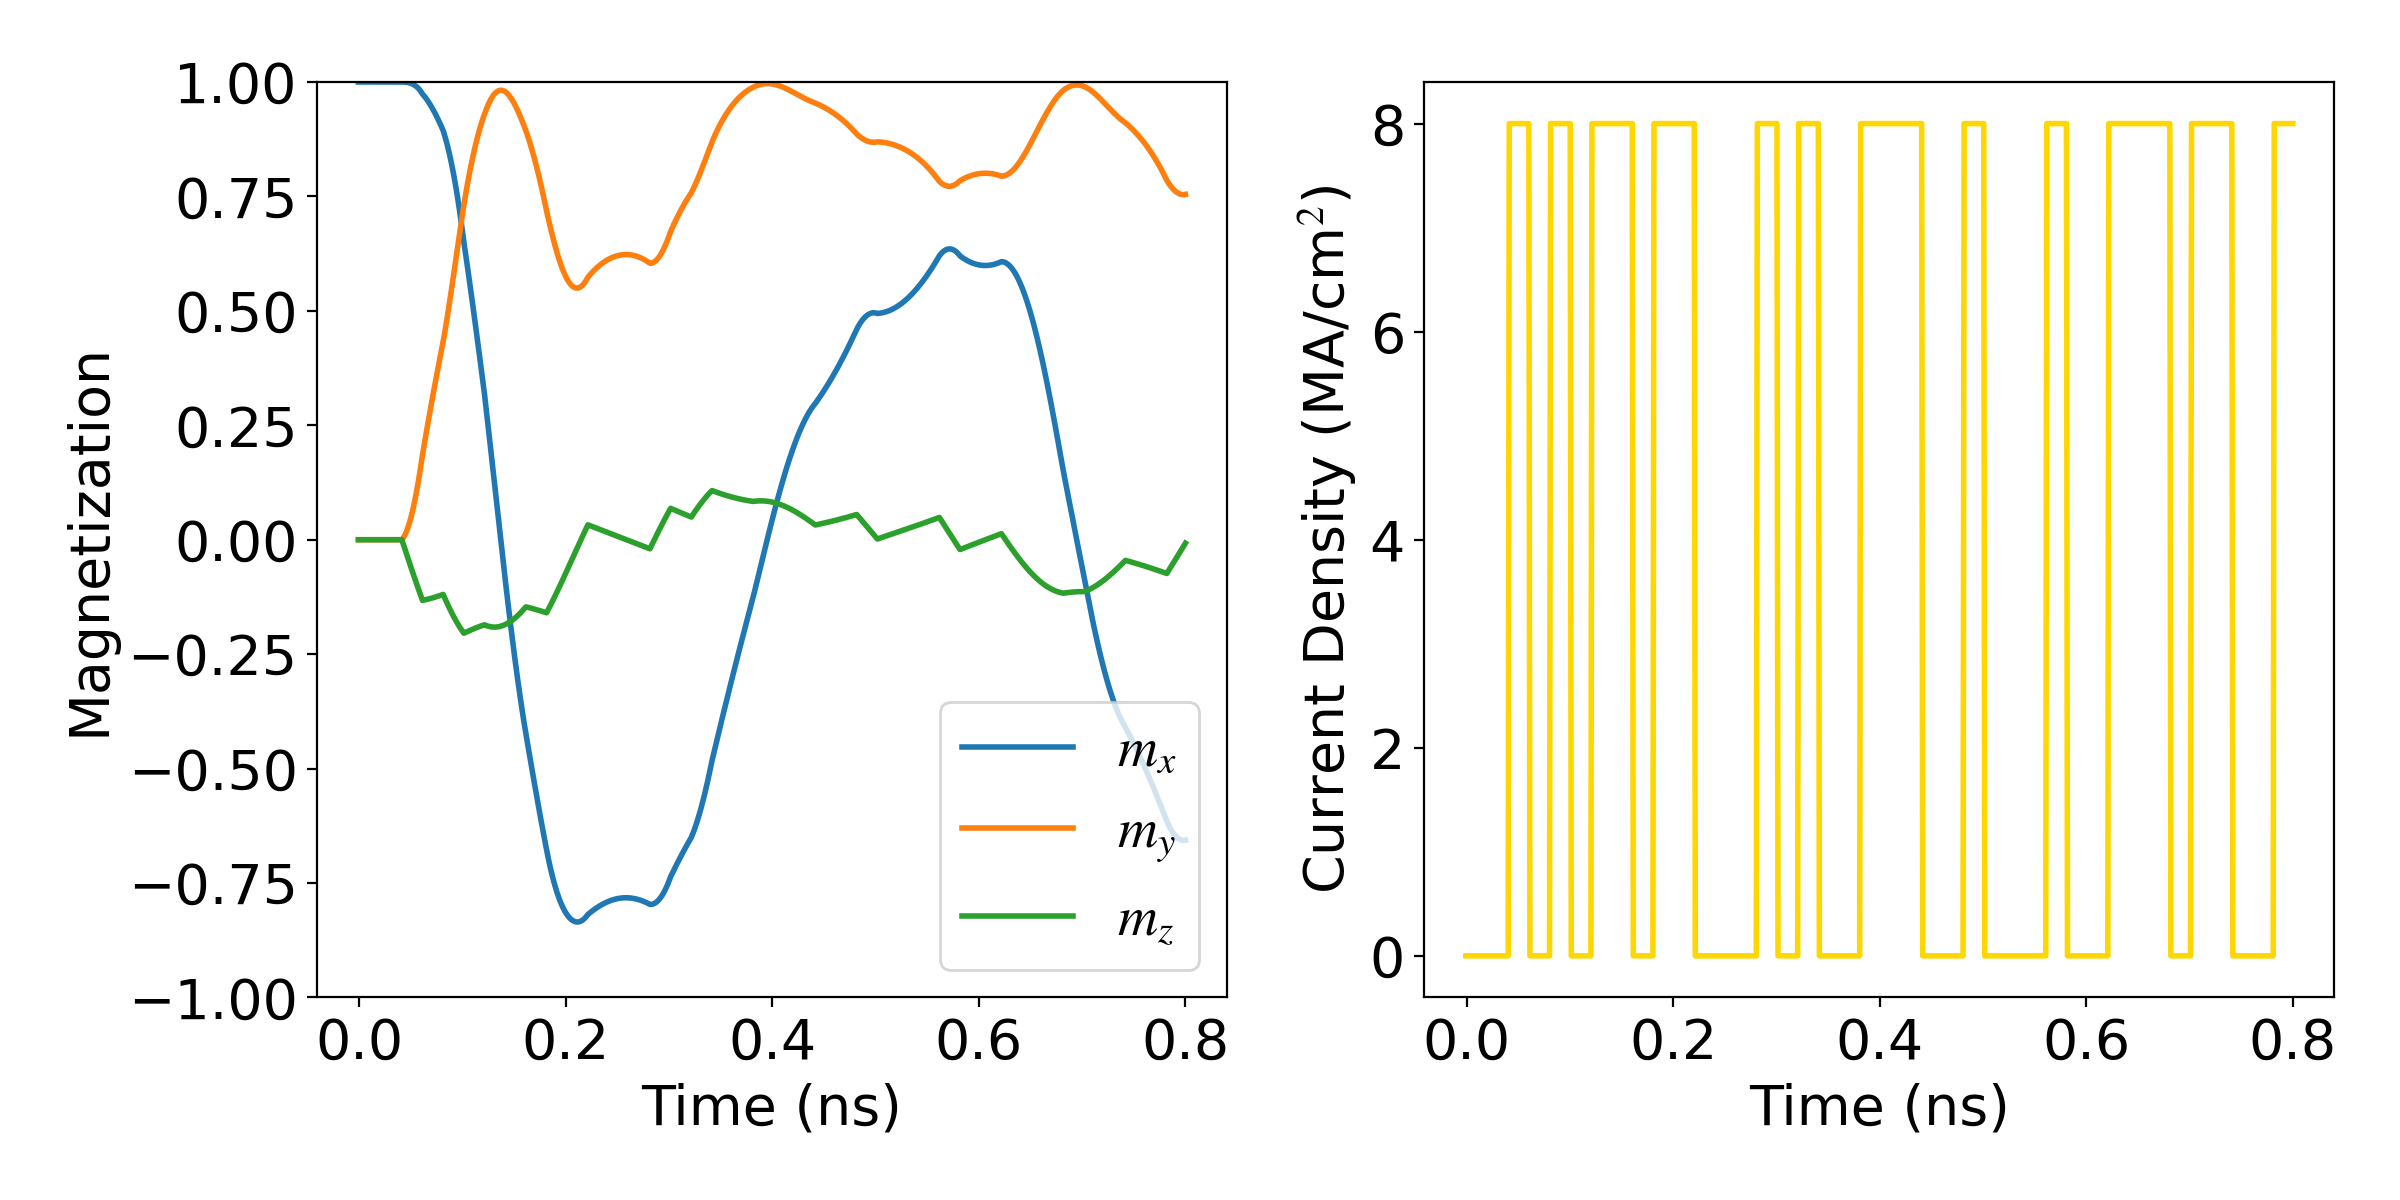 1.00
0.75
0.50
0.25
0.00
−0.25
−0.50
−0.75
−1.00
Magnetization
0.0 0.2 0.4 0.6 0.8
Time (ns)
m_x
m_y
m_z
8
6
4
2
0
Current Density (MA/cm²)
0.0 0.2 0.4 0.6 0.8
Time (ns)